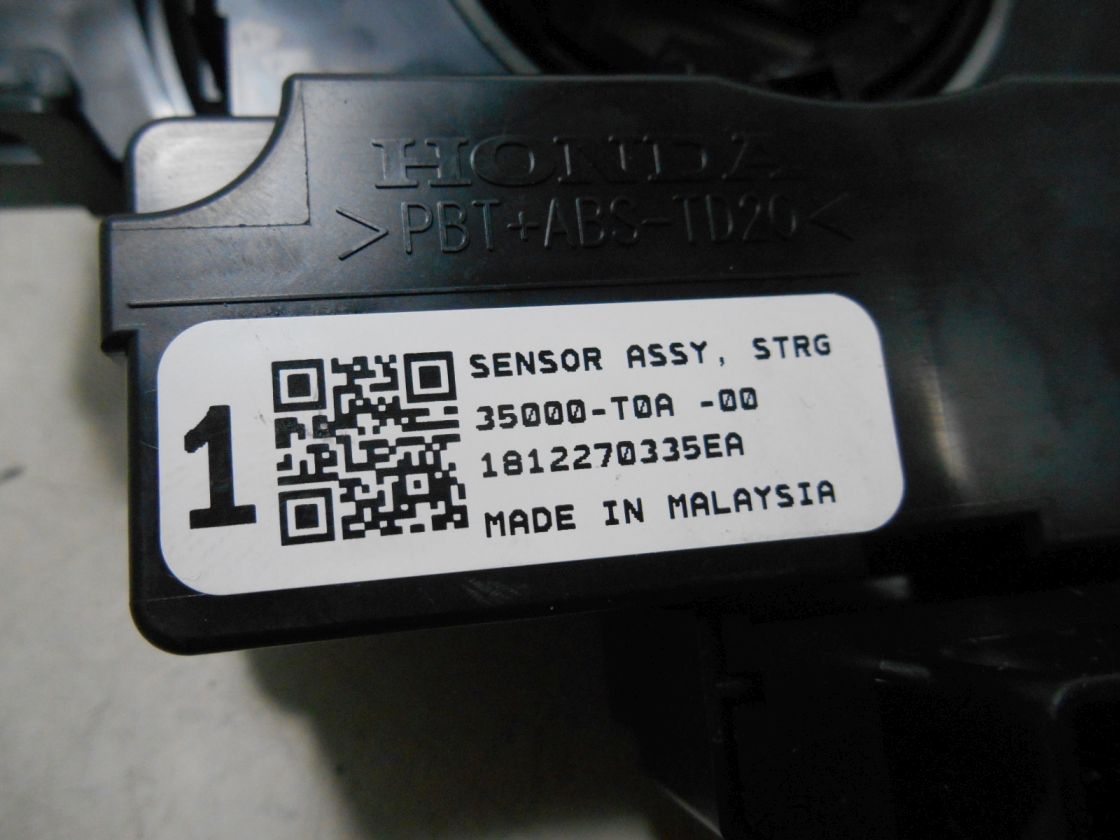 HONDA
>PBT+ABS-TD20<
1
SENSOR ASSY, STRG
35000-T0A -00
1812270335EA
MADE IN MALAYSIA